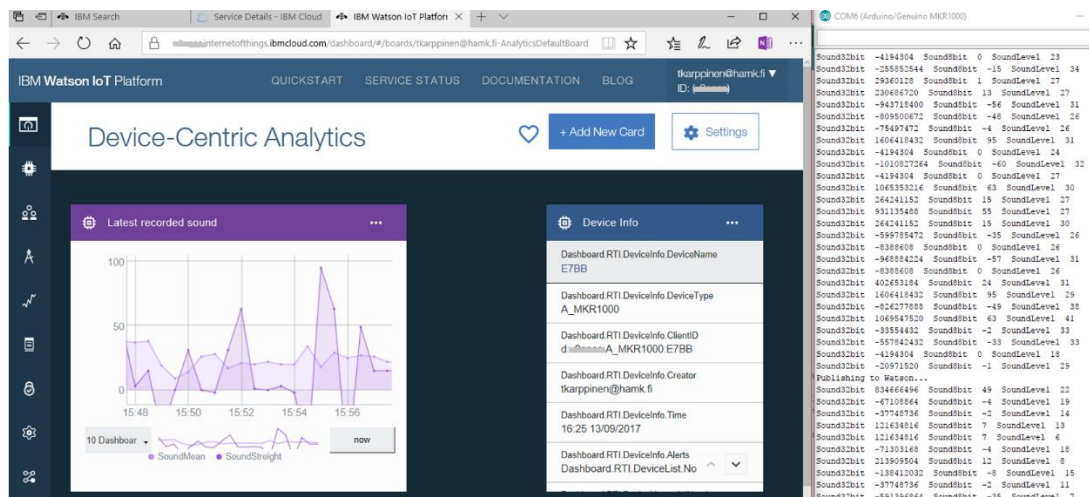 IBM Search
Service Details - IBM Cloud
IBM Watson IoT Platforr
COM6 (Arduino/Genuino MKR1000)
internetofthings.ibmcloud.com/dashboard/#/boards/tkarppinen@hamk.fi-AnalyticsDefaultBoard
IBM Watson IoT Platform
QUICKSTART SERVICE STATUS DOCUMENTATION BLOG
tkarppinen@hamk.fi
ID:
Device-Centric Analytics
+ Add New Card
Settings
Latest recorded sound
100
50
0
15:48 15:50 15:52 15:54 15:56
10 Dashboar
now
SoundMean SoundStreight
Device Info
Dashboard.RTI.DeviceInfo.DeviceName
E7BB
Dashboard.RTI.DeviceInfo.DeviceType
A_MKR1000
Dashboard.RTI.DeviceInfo.ClientID
A_MKR1000:E7BB
Dashboard.RTI.DeviceInfo.Creator
tkarppinen@hamk.fi
Dashboard.RTI.DeviceInfo.Time
16:25 13/09/2017
Dashboard.RTI.DeviceInfo.Alerts
Dashboard.RTI.DeviceList.No
Sound32bit -4194304 Sound8bit 0 SoundLevel 23
Sound32bit -255852544 Sound8bit -15 SoundLevel 34
Sound32bit 29360128 Sound8bit 1 SoundLevel 27
Sound32bit 230686720 Sound8bit 13 SoundLevel 27
Sound32bit -943718400 Sound8bit -56 SoundLevel 31
Sound32bit -809500672 Sound8bit -48 SoundLevel 26
Sound32bit -75497472 Sound8bit -4 SoundLevel 26
Sound32bit 1606418432 Sound8bit 95 SoundLevel 31
Sound32bit -4194304 Sound8bit 0 SoundLevel 24
Sound32bit -1010827264 Sound8bit -60 SoundLevel 32
Sound32bit -4194304 Sound8bit 0 SoundLevel 27
Sound32bit 1065353216 Sound8bit 63 SoundLevel 30
Sound32bit 264241152 Sound8bit 15 SoundLevel 27
Sound32bit 931135488 Sound8bit 55 SoundLevel 27
Sound32bit 264241152 Sound8bit 15 SoundLevel 30
Sound32bit -599785472 Sound8bit -35 SoundLevel 26
Sound32bit -8388608 Sound8bit 0 SoundLevel 26
Sound32bit -968884224 Sound8bit -57 SoundLevel 31
Sound32bit -8388608 Sound8bit 0 SoundLevel 26
Sound32bit 402653184 Sound8bit 24 SoundLevel 31
Sound32bit 1606418432 Sound8bit 95 SoundLevel 29
Sound32bit -826277888 Sound8bit -49 SoundLevel 38
Sound32bit 1069547520 Sound8bit 63 SoundLevel 41
Sound32bit -33554432 Sound8bit -2 SoundLevel 33
Sound32bit -557842432 Sound8bit -33 SoundLevel 33
Sound32bit -4194304 Sound8bit 0 SoundLevel 18
Sound32bit -20971520 Sound8bit -1 SoundLevel 29
Publishing to Watson...
Sound32bit 834666496 Sound8bit 49 SoundLevel 22
Sound32bit -67108864 Sound8bit -4 SoundLevel 19
Sound32bit -37748736 Sound8bit -2 SoundLevel 14
Sound32bit 121634816 Sound8bit 7 SoundLevel 13
Sound32bit 121634816 Sound8bit 7 SoundLevel 6
Sound32bit -71303168 Sound8bit -4 SoundLevel 18
Sound32bit 213909504 Sound8bit 12 SoundLevel 8
Sound32bit -138412032 Sound8bit -8 SoundLevel 15
Sound32bit -37748736 Sound8bit -2 SoundLevel 11
Sound32bit -591396864 Sound8bit -35 SoundLevel 7